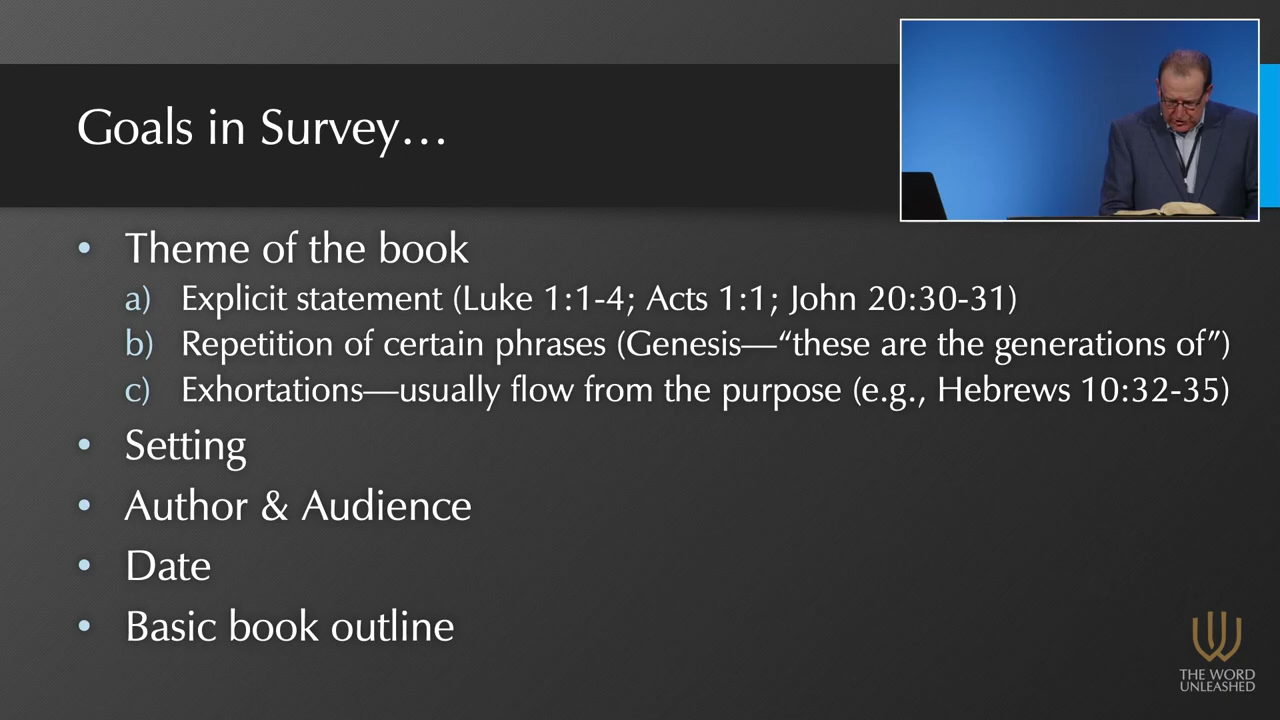 Goals in Survey…
• Theme of the book
a) Explicit statement (Luke 1:1-4; Acts 1:1; John 20:30-31)
b) Repetition of certain phrases (Genesis—“these are the generations of”)
c) Exhortations—usually flow from the purpose (e.g., Hebrews 10:32-35)
• Setting
• Author & Audience
• Date
• Basic book outline
THE WORD
UNLEASHED